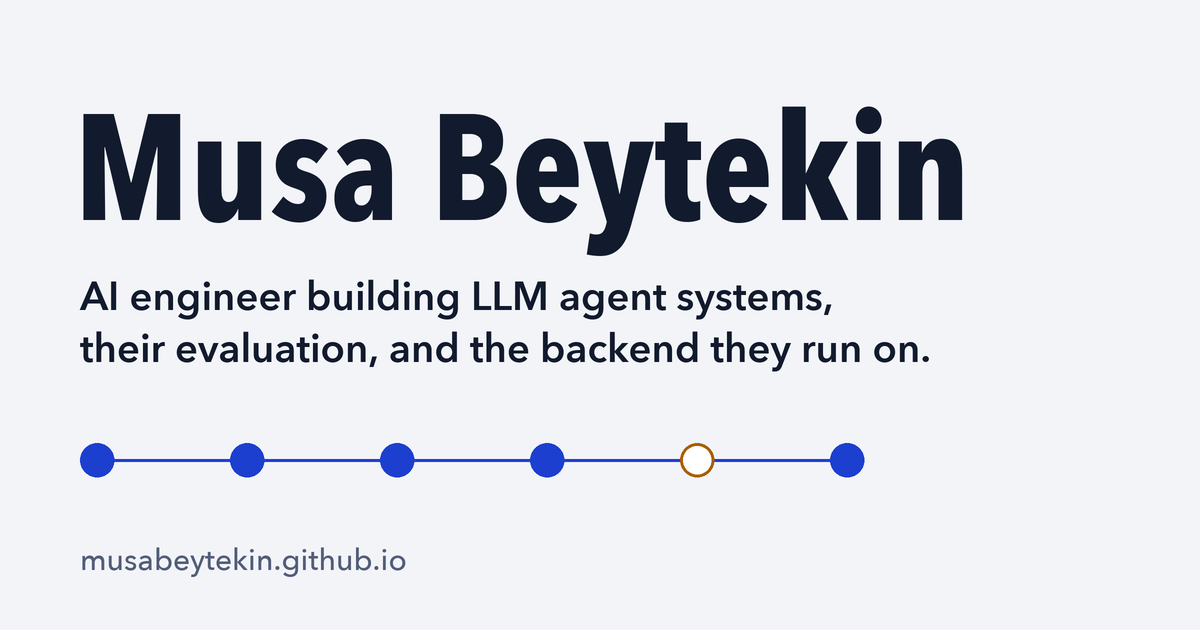 Musa Beytekin
AI engineer building LLM agent systems,
their evaluation, and the backend they run on.
musabeytekin.github.io